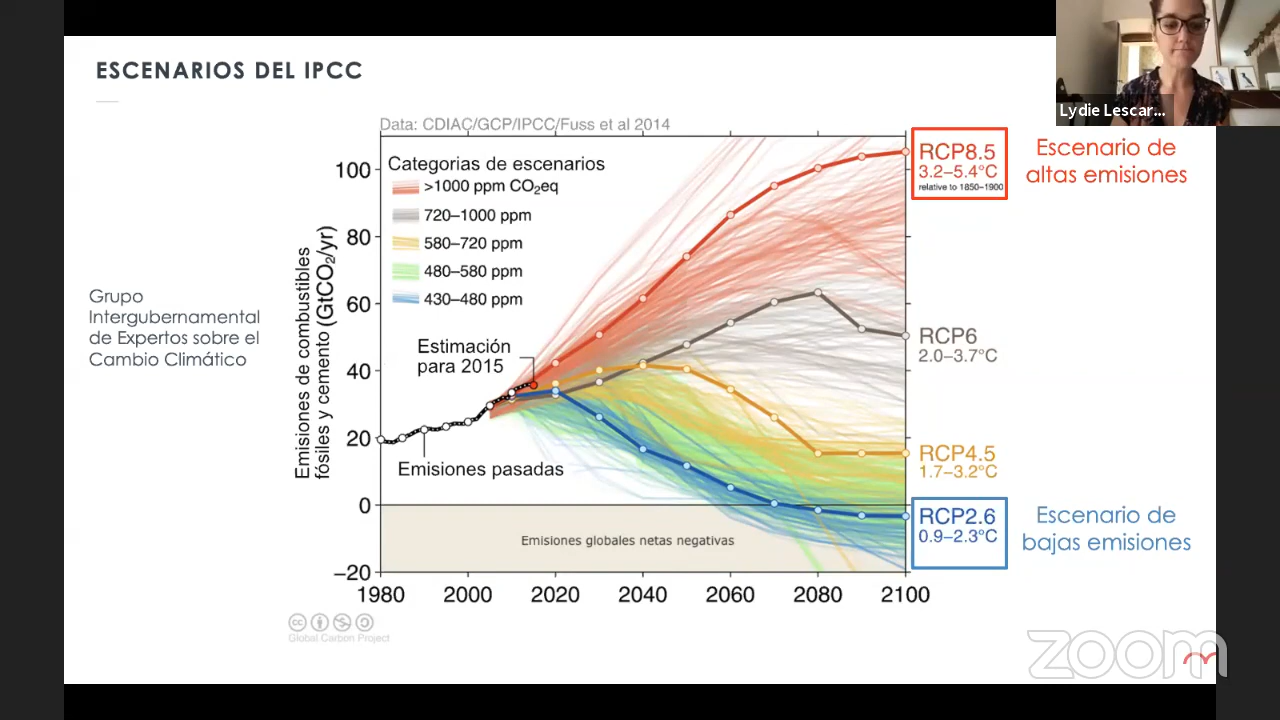 ESCENARIOS DEL IPCC
Lydie Lescar...
Data: CDIAC/GCP/IPCC/Fuss et al 2014
Categorias de escenarios
>1000 ppm CO₂eq
720–1000 ppm
580–720 ppm
480–580 ppm
430–480 ppm
RCP8.5
3.2–5.4°C
relative to 1850–1900
Escenario de
altas emisiones
Grupo
Intergubernamental
de Expertos sobre el
Cambio Climático
Emisiones de combustibles
fósiles y cemento (GtCO₂/yr)
100
80
60
40
20
0
−20
Estimación
para 2015
Emisiones pasadas
RCP6
2.0–3.7°C
RCP4.5
1.7–3.2°C
RCP2.6
0.9–2.3°C
Escenario de
bajas emisiones
Emisiones globales netas negativas
1980 2000 2020 2040 2060 2080 2100
cc
Global Carbon Project
zoom